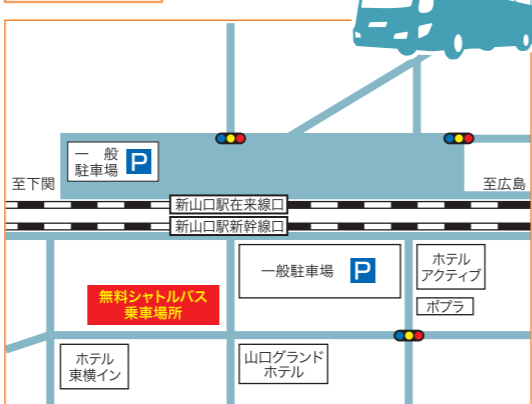 一 般
駐車場
P
至下関
至広島
新山口駅在来線口
新山口駅新幹線口
一般駐車場
P
ホテル
アクティブ
ポプラ
無料シャトルバス
乗車場所
ホテル
東横イン
山口グランド
ホテル